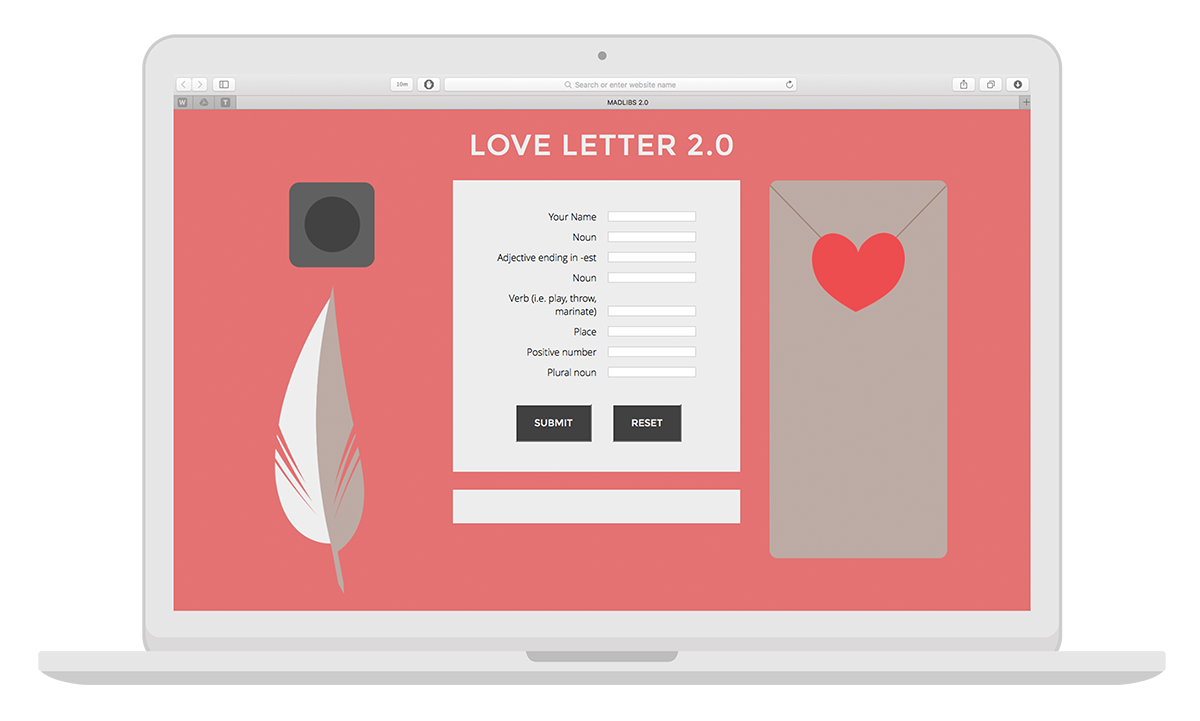 10m
Search or enter website name
W
T
MADLIBS 2.0
+
LOVE LETTER 2.0
Your Name
Noun
Adjective ending in -est
Noun
Verb (i.e. play, throw,
marinate)
Place
Positive number
Plural noun
SUBMIT RESET